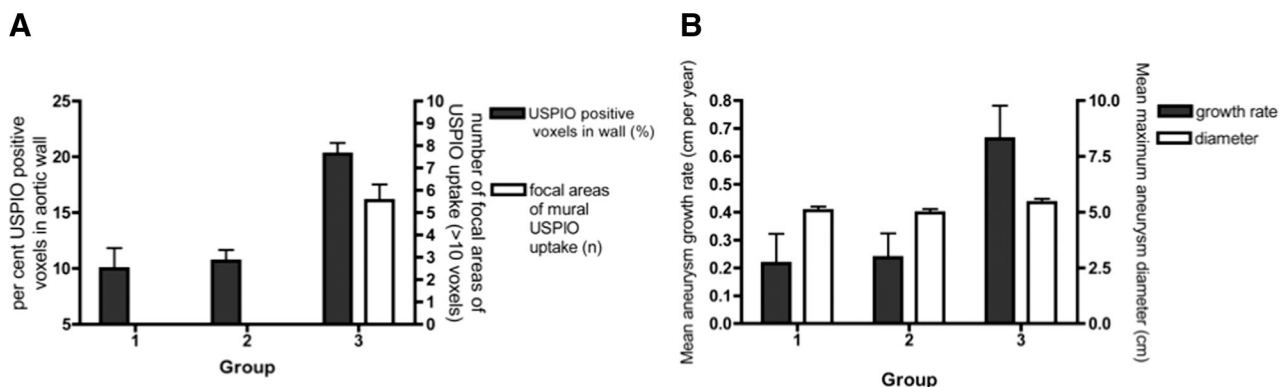 A
per cent USPIO positive
voxels in aortic wall
25
20
15
10
5
1
2
3
Group
10
9
8
7
6
5
4
3
2
1
0
number of focal areas of
USPIO uptake (>10 voxels)
USPIO positive
voxels in wall (%)
focal areas
of mural
USPIO
uptake (n)
B
Mean aneurysm growth rate (cm per year)
0.8
0.7
0.6
0.5
0.4
0.3
0.2
0.1
0.0
1
2
3
Group
10.0
7.5
5.0
2.5
0.0
Mean maximum aneurysm diameter (cm)
growth rate
diameter